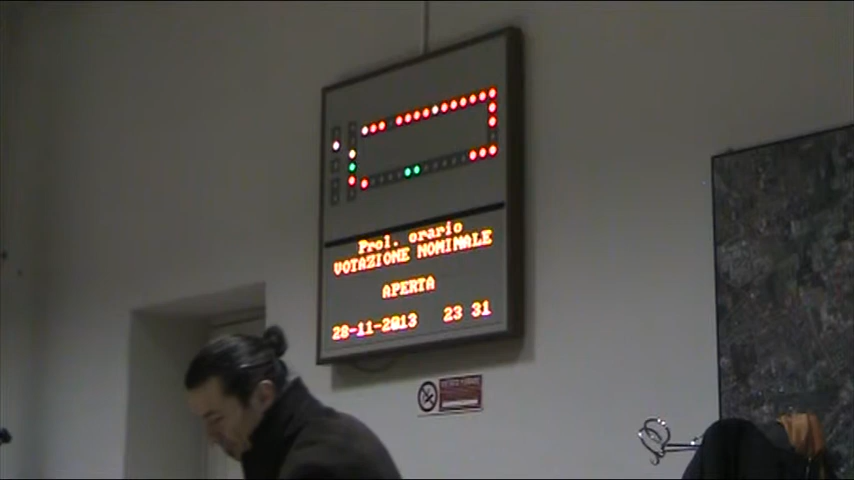 Prol. orario
VOTAZIONE NOMINALE
APERTA
28-11-2013 23 31